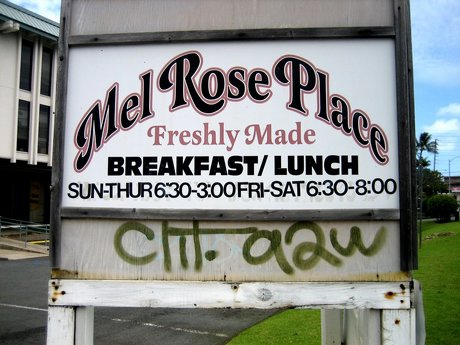 Mel Rose Place
Freshly Made
BREAKFAST/ LUNCH
SUN-THUR 6:30-3:00 FRI-SAT 6:30-8:00